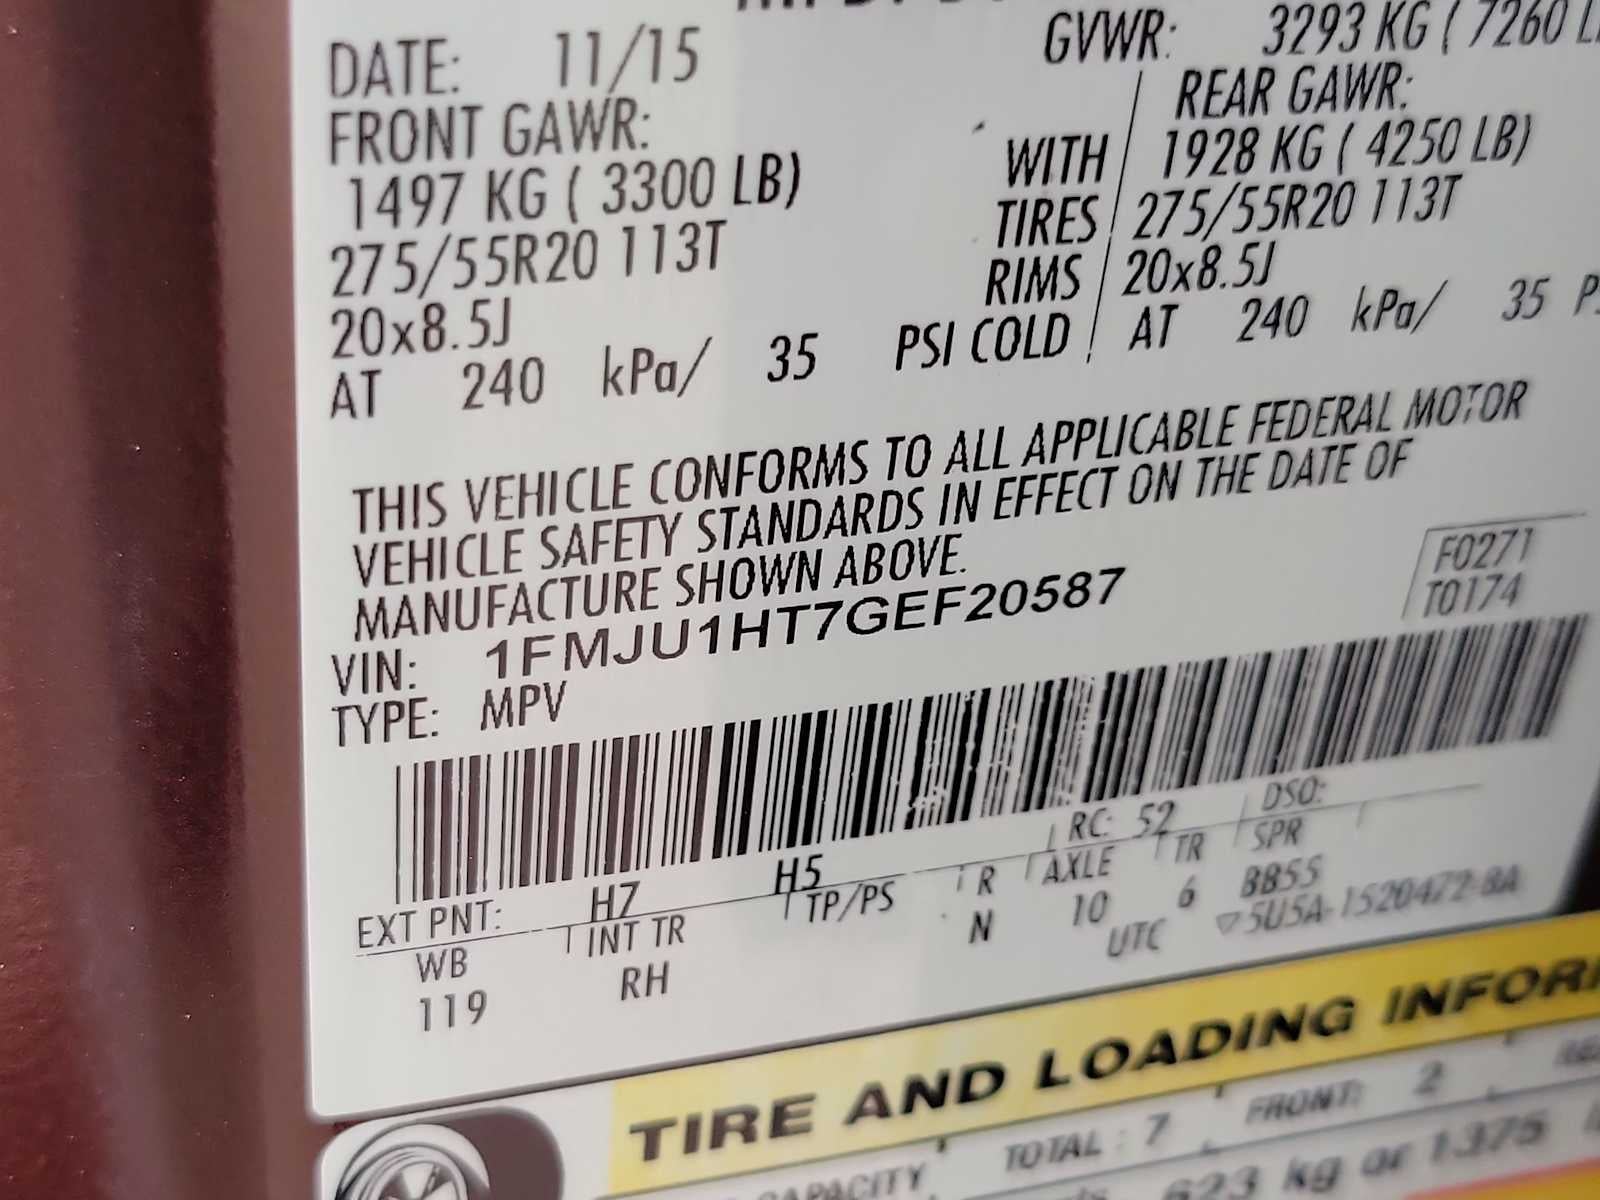 DATE: 11/15 GVWR: 3293 KG ( 7260
FRONT GAWR: REAR GAWR:
1497 KG ( 3300 LB) WITH 1928 KG ( 4250 LB)
275/55R20 113T TIRES 275/55R20 113T
20x8.5J RIMS 20x8.5J
AT 240 kPa/ 35 PSI COLD AT 240 kPa/ 35
THIS VEHICLE CONFORMS TO ALL APPLICABLE FEDERAL MOTOR
VEHICLE SAFETY STANDARDS IN EFFECT ON THE DATE OF
MANUFACTURE SHOWN ABOVE.
F0271
VIN: 1FMJU1HT7GEF20587
T0174
TYPE: MPV
EXT PNT: H7 H5 RC: 52 DSO:
WB INT TR TP/PS R AXLE TR SPR
119 RH N 10 6 BB55
UTC ▽5U5A-1520472-BA
TIRE AND LOADING
CAPACITY TOTAL : 7 FRONT: 2
623 kg or 1375